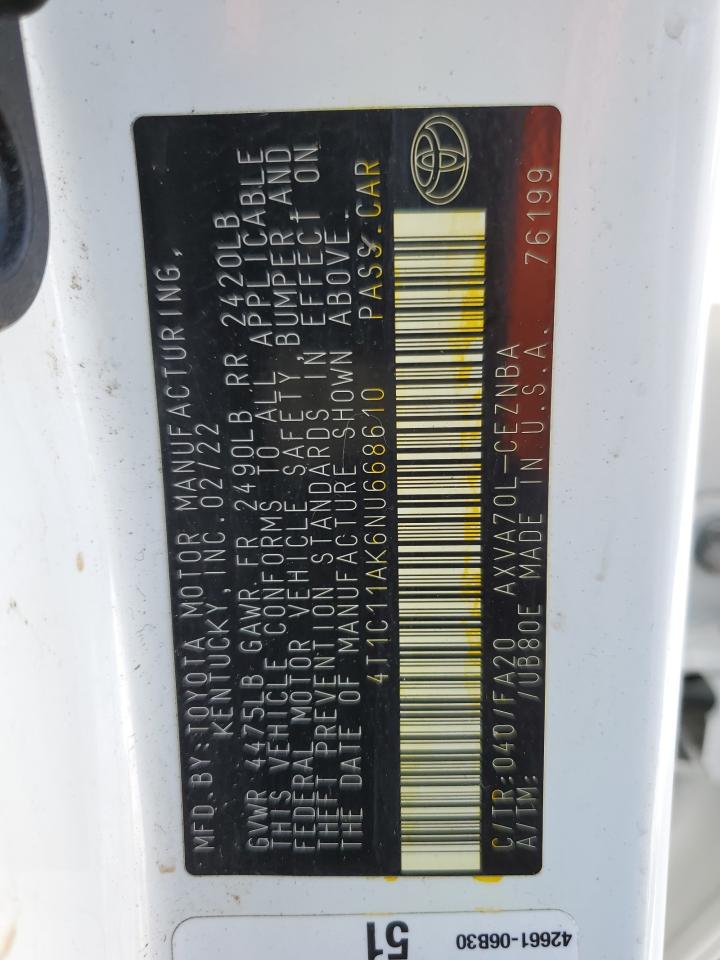 MFD. BY:TOYOTA MOTOR MANUFACTURING,
KENTUCKY, INC. 02/22
GVWR 4475LB GAWR FR 2490LB RR 2420LB
THIS VEHICLE CONFORMS TO ALL APPLICABLE
FEDERAL MOTOR VEHICLE SAFETY, BUMPER, AND
THEFT PREVENTION STANDARDS IN EFFECT ON
THE DATE OF MANUFACTURE SHOWN ABOVE.
4T1C11AK6NU668610 PASS.CAR
C/TR:040/FA20 AXVA70L-CEZNBA 76199
A/TM: /UB80E MADE IN U.S.A.
42661-06B30
51